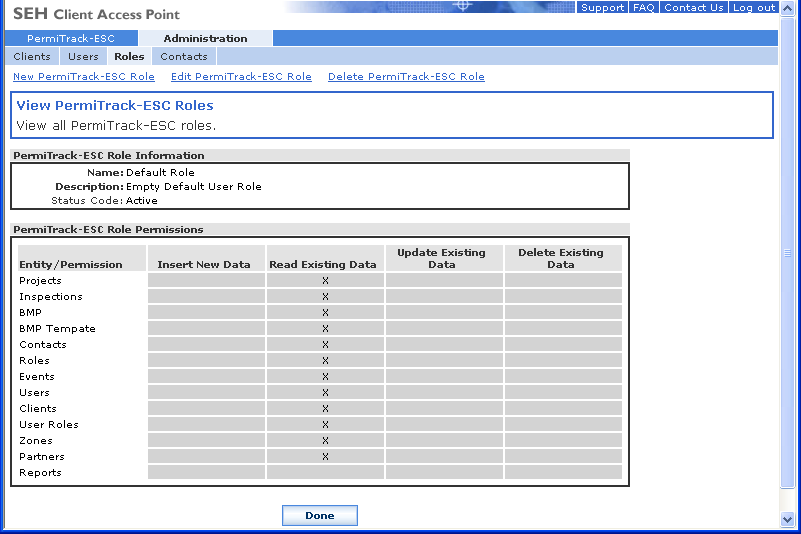 SEH Client Access Point
Support FAQ Contact Us Log out
PermiTrack-ESC Administration
Clients Users Roles Contacts
New PermiTrack-ESC Role Edit PermiTrack-ESC Role Delete PermiTrack-ESC Role
View PermiTrack-ESC Roles
View all PermiTrack-ESC roles.
PermiTrack-ESC Role Information
Name: Default Role
Description: Empty Default User Role
Status Code: Active
PermiTrack-ESC Role Permissions
Entity/Permission Insert New Data Read Existing Data Update Existing Data Delete Existing Data
Projects X
Inspections X
BMP X
BMP Tempate X
Contacts X
Roles X
Events X
Users X
Clients X
User Roles X
Zones X
Partners X
Reports
Done